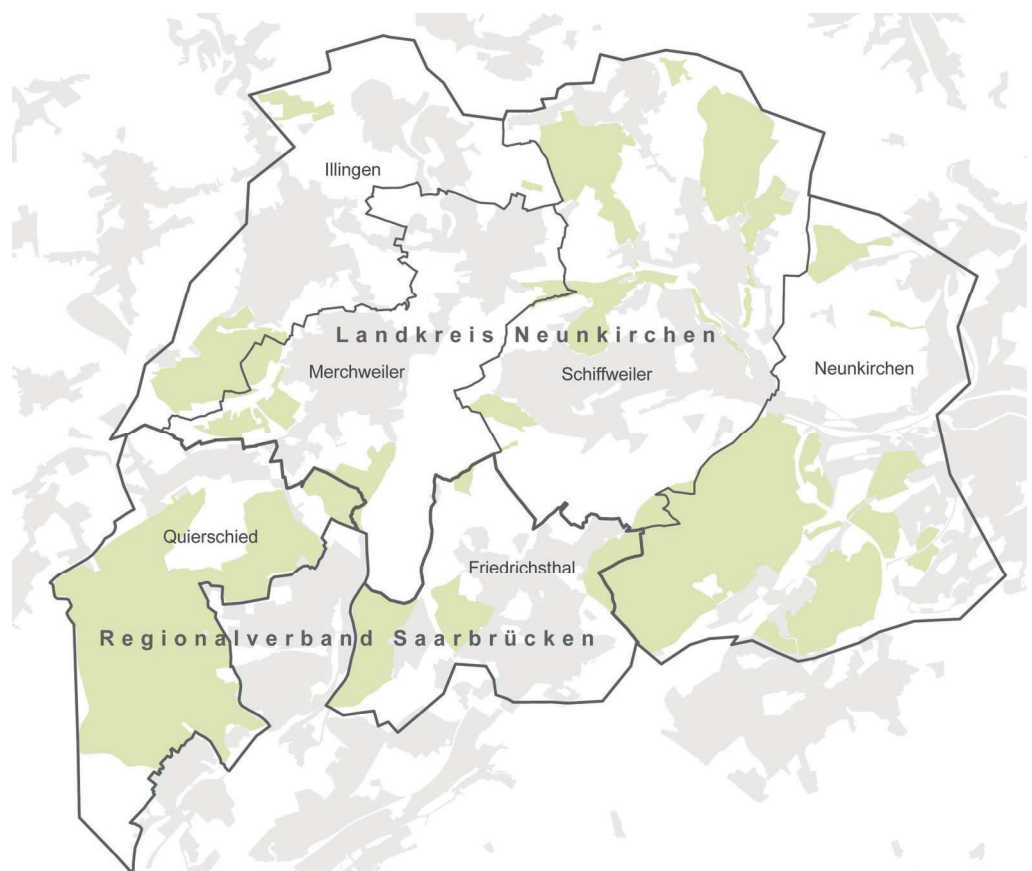 Illingen
Landkreis Neunkirchen
Merchweiler
Schiffweiler
Neunkirchen
Quierschied
Friedrichsthal
Regionalverband Saarbrücken